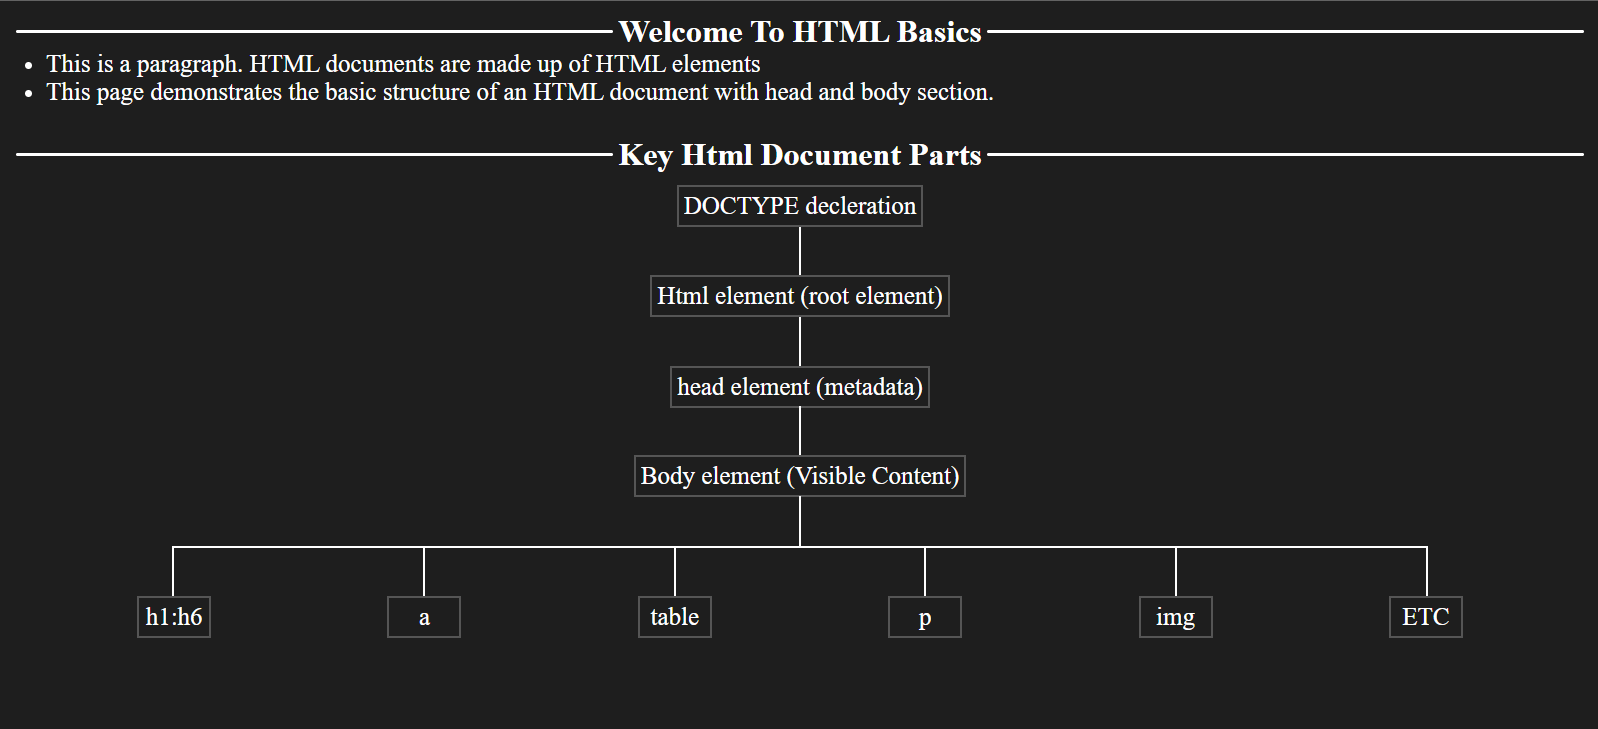 Welcome To HTML Basics
• This is a paragraph. HTML documents are made up of HTML elements
• This page demonstrates the basic structure of an HTML document with head and body section.
Key Html Document Parts
DOCTYPE decleration
Html element (root element)
head element (metadata)
Body element (Visible Content)
h1:h6 a table p img ETC